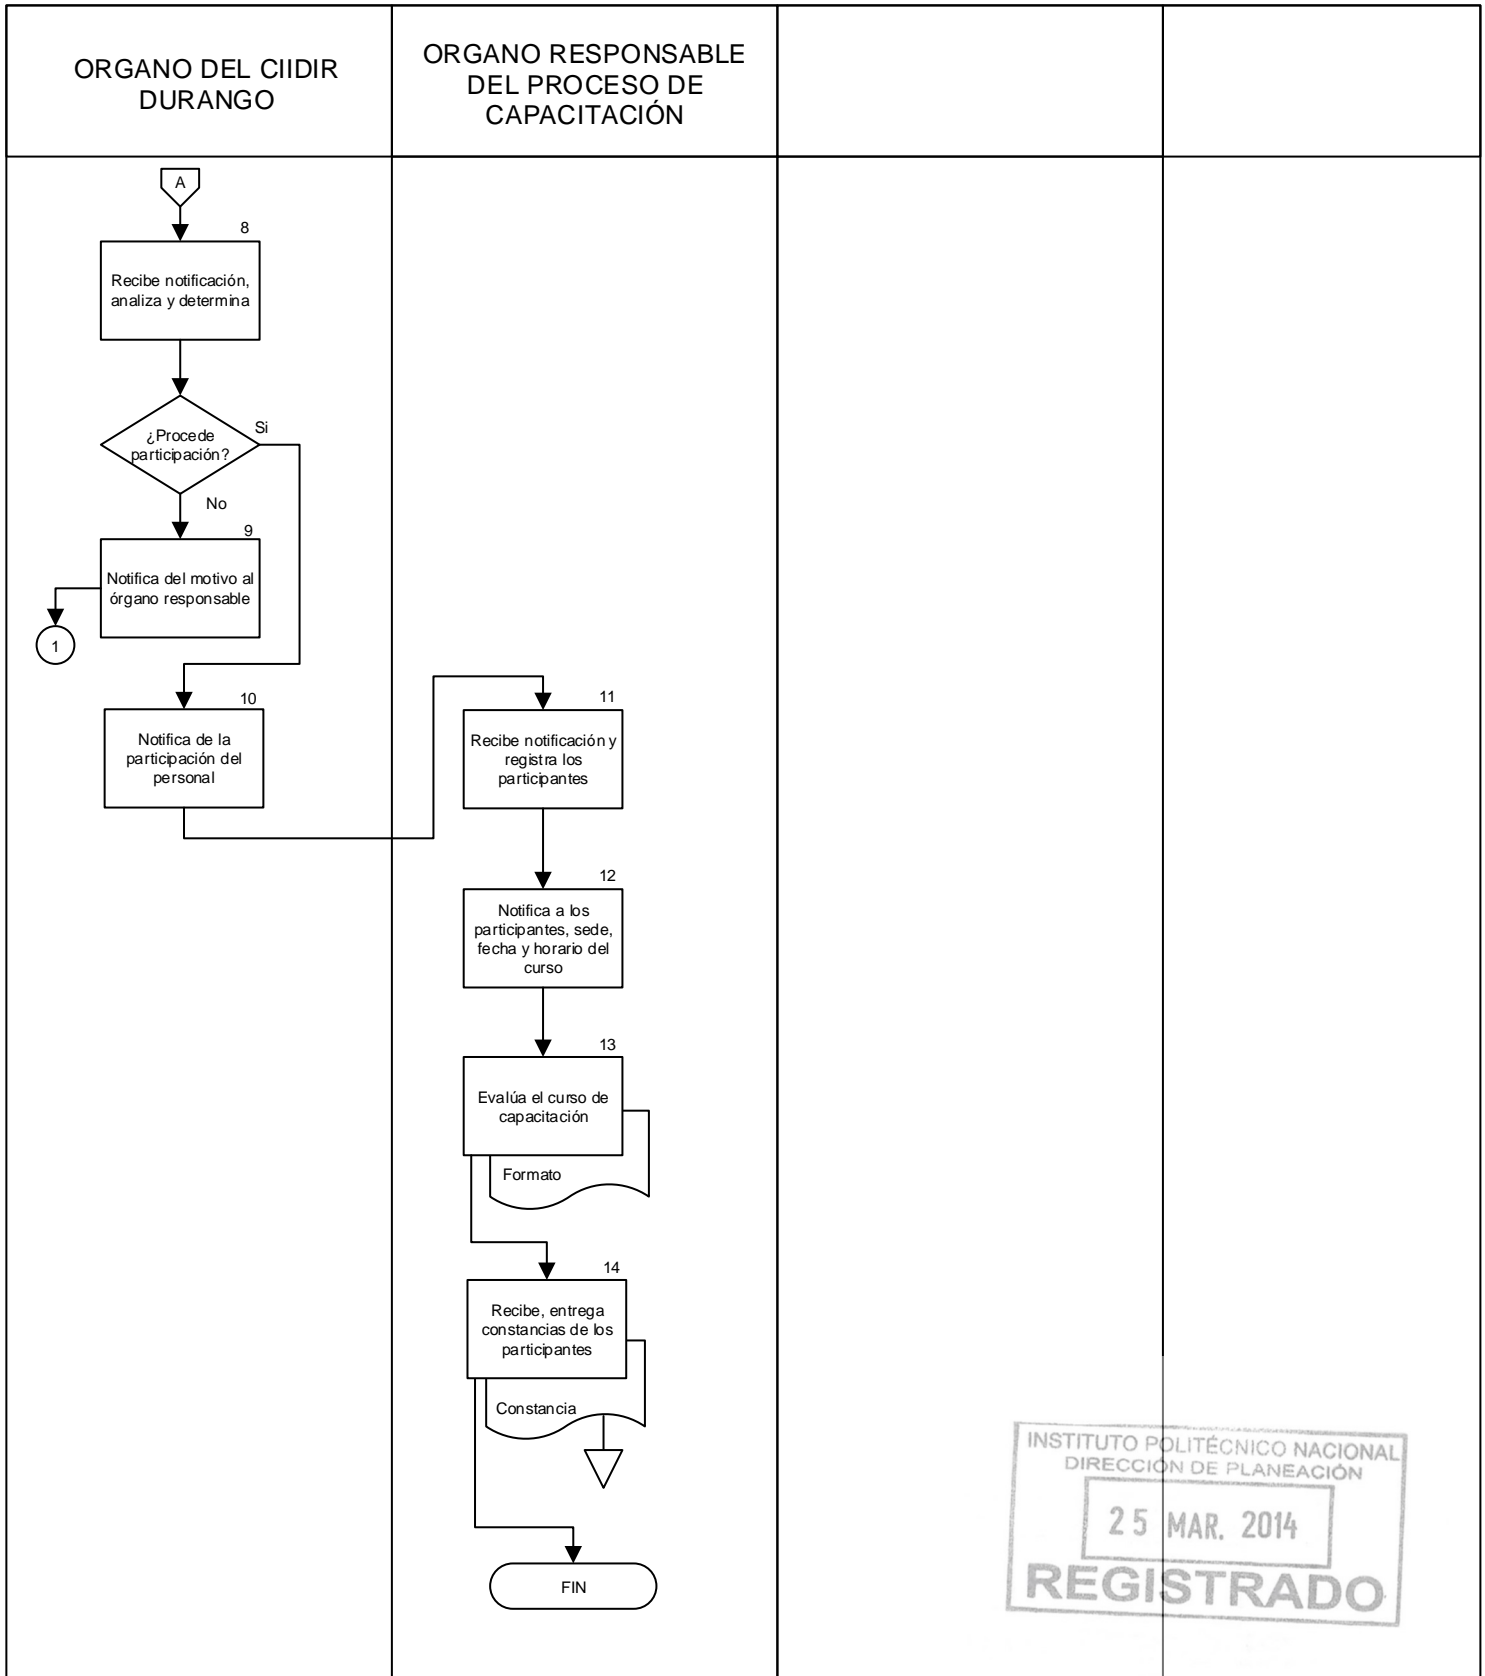 ORGANO DEL CIIDIR
DURANGO
ORGANO RESPONSABLE
DEL PROCESO DE
CAPACITACIÓN
A
8
Recibe notificación,
analiza y determina
¿Procede
participación?
Si
No
9
Notifica del motivo al
órgano responsable
1
10
Notifica de la
participación del
personal
11
Recibe notificación y
registra los
participantes
12
Notifica a los
participantes, sede,
fecha y horario del
curso
13
Evalúa el curso de
capacitación
Formato
14
Recibe, entrega
constancias de los
participantes
Constancia
FIN
INSTITUTO POLITÉCNICO NACIONAL
DIRECCIÓN DE PLANEACIÓN
25 MAR. 2014
REGISTRADO